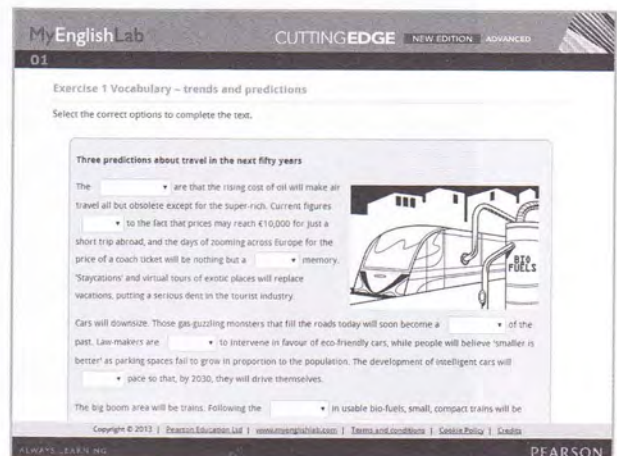 MyEnglishLab
CUTTINGEDGE NEW EDITION ADVANCED
01
Exercise 1 Vocabulary – trends and predictions
Select the correct options to complete the text.
Three predictions about travel in the next fifty years
The are that the rising cost of oil will make air
travel all but obsolete except for the super-rich. Current figures
to the fact that prices may reach €10,000 for just a
short trip abroad, and the days of zooming across Europe for the
price of a coach ticket will be nothing but a memory.
'Staycations' and virtual tours of exotic places will replace
vacations, putting a serious dent in the tourist industry.
BIO
FUELS
Cars will downsize. Those gas-guzzling monsters that fill the roads today will soon become a of the
past. Law-makers are to intervene in favour of eco-friendly cars, while people will believe 'smaller is
better' as parking spaces fail to grow in proportion to the population. The development of intelligent cars will
pace so that, by 2030, they will drive themselves.
The big boom area will be trains. Following the in usable bio-fuels, small, compact trains will be
Copyright © 2013 | Pearson Education Ltd | www.myenglishlab.com | Terms and conditions | Cookie Policy | Credits
ALWAYS LEARNING
PEARSON